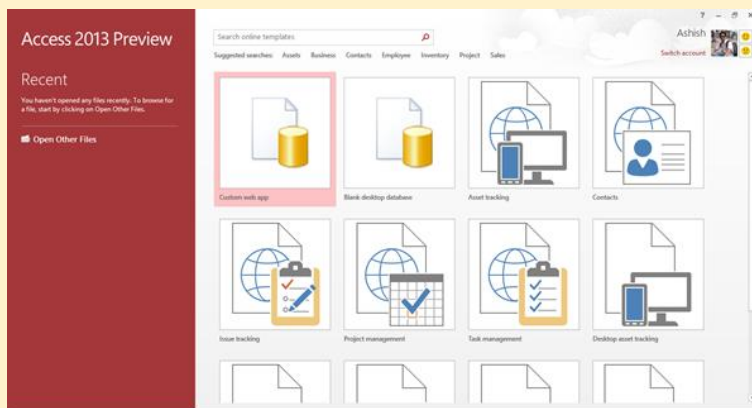 Access 2013 Preview
Recent
You haven't opened any files recently. To browse for
a file, start by clicking on Open Other Files.
Open Other Files
Search online templates
Suggested searches: Assets Business Contacts Employee Inventory Project Sales
?
Ashish
Switch account
Custom web app
Blank desktop database
Asset tracking
Contacts
Issue tracking
Project management
Task management
Desktop asset tracking